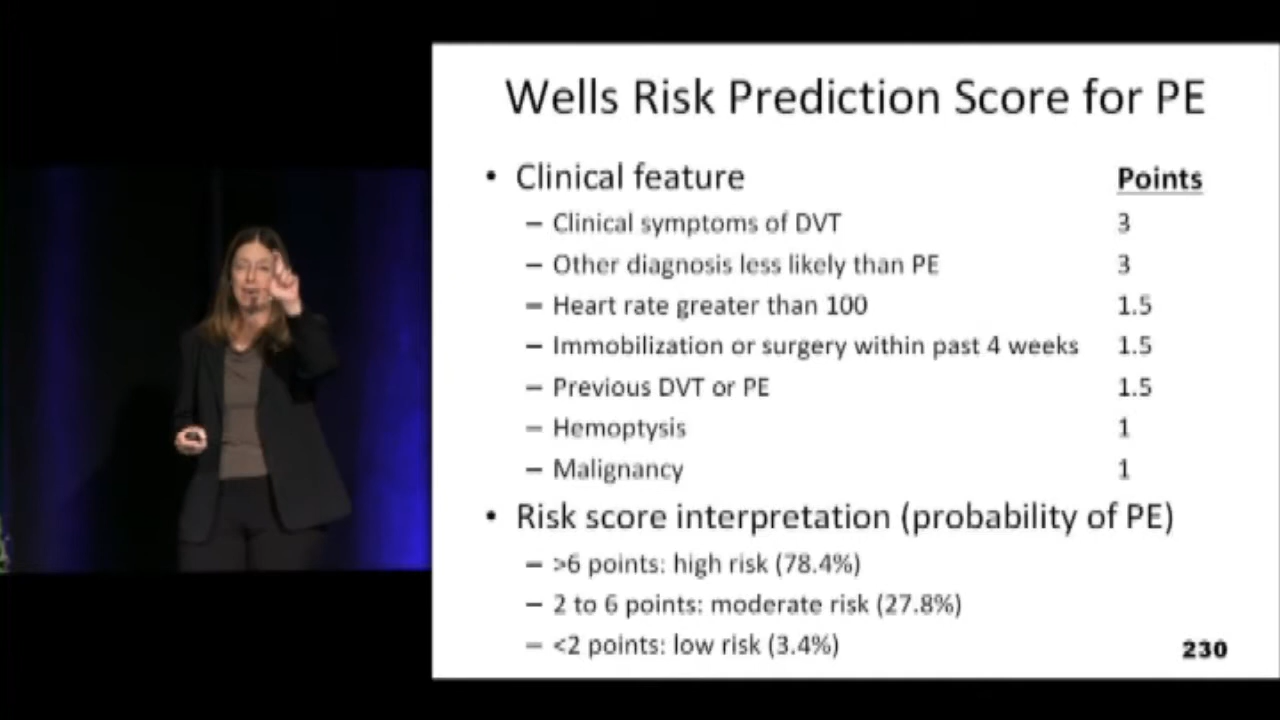 Wells Risk Prediction Score for PE
• Clinical feature Points
– Clinical symptoms of DVT 3
– Other diagnosis less likely than PE 3
– Heart rate greater than 100 1.5
– Immobilization or surgery within past 4 weeks 1.5
– Previous DVT or PE 1.5
– Hemoptysis 1
– Malignancy 1
• Risk score interpretation (probability of PE)
– >6 points: high risk (78.4%)
– 2 to 6 points: moderate risk (27.8%)
– <2 points: low risk (3.4%)
230